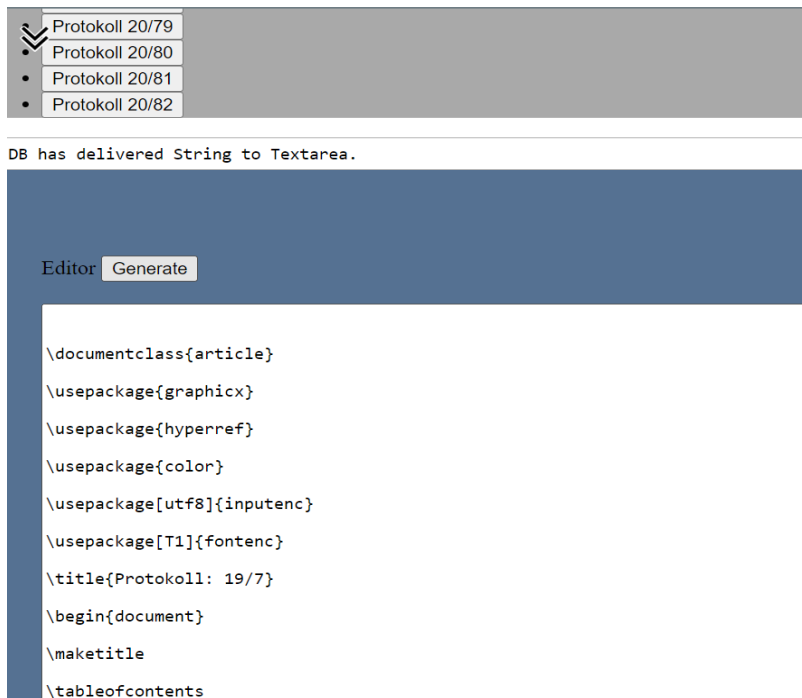 Protokoll 20/79
Protokoll 20/80
Protokoll 20/81
Protokoll 20/82
DB has delivered String to Textarea.
Editor Generate
\documentclass{article}
\usepackage{graphicx}
\usepackage{hyperref}
\usepackage{color}
\usepackage[utf8]{inputenc}
\usepackage[T1]{fontenc}
\title{Protokoll: 19/7}
\begin{document}
\maketitle
\tableofcontents